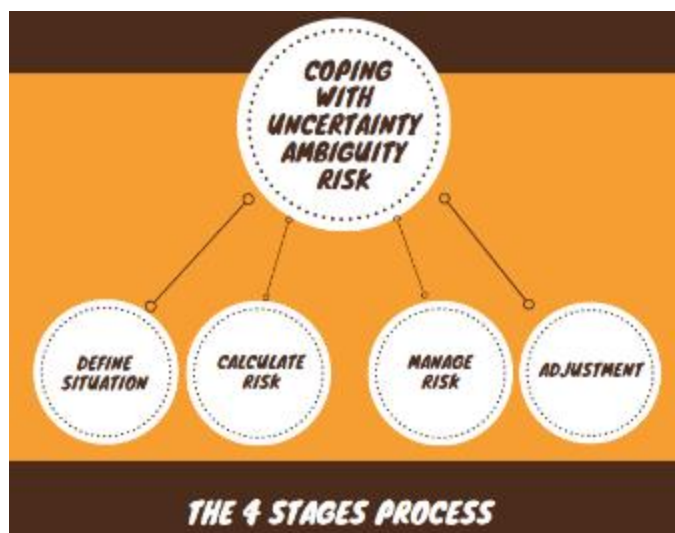 COPING
WITH
UNCERTAINTY
AMBIGUITY
RISK
DEFINE
SITUATION
CALCULATE
RISK
MANAGE
RISK
ADJUSTMENT
THE 4 STAGES PROCESS